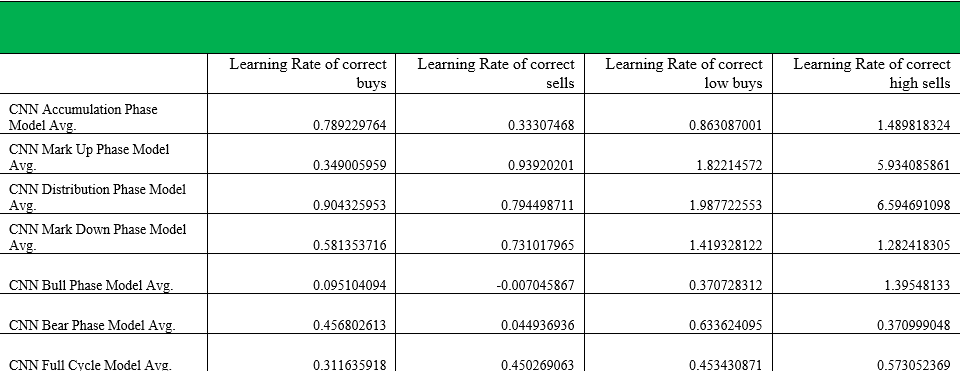 Learning Rate of correct buys Learning Rate of correct sells Learning Rate of correct low buys Learning Rate of correct high sells
CNN Accumulation Phase Model Avg. 0.789229764 0.33307468 0.863087001 1.489818324
CNN Mark Up Phase Model Avg. 0.349005959 0.93920201 1.82214572 5.934085861
CNN Distribution Phase Model Avg. 0.904325953 0.794498711 1.987722553 6.594691098
CNN Mark Down Phase Model Avg. 0.581353716 0.731017965 1.419328122 1.282418305
CNN Bull Phase Model Avg. 0.095104094 -0.007045867 0.370728312 1.39548133
CNN Bear Phase Model Avg. 0.456802613 0.044936936 0.633624095 0.370999048
CNN Full Cycle Model Avg. 0.311635918 0.450269063 0.453430871 0.573052369